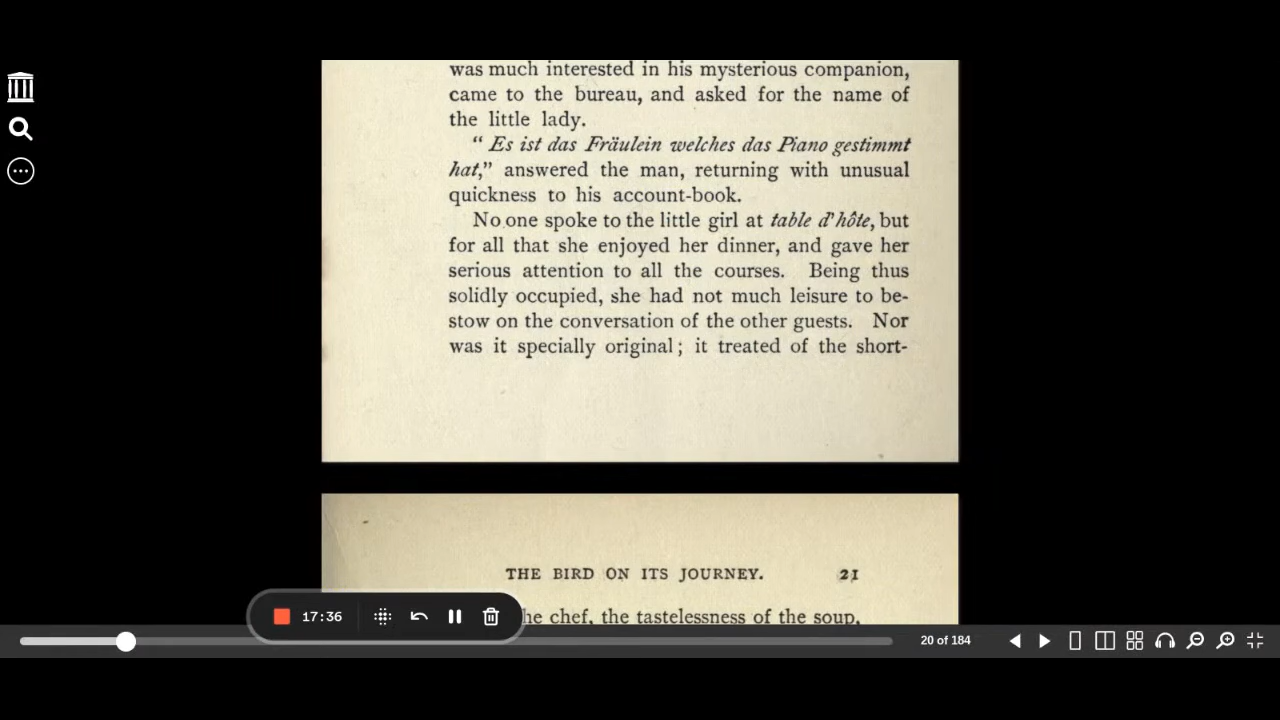 was much interested in his mysterious companion,
came to the bureau, and asked for the name of
the little lady.
“ Es ist das Fräulein welches das Piano gestimmt
hat,” answered the man, returning with unusual
quickness to his account-book.
No one spoke to the little girl at table d'hôte, but
for all that she enjoyed her dinner, and gave her
serious attention to all the courses. Being thus
solidly occupied, she had not much leisure to be-
stow on the conversation of the other guests. Nor
was it specially original ; it treated of the short-
THE BIRD ON ITS JOURNEY. 21
chef, the tastelessness of the soup,
17:36
20 of 184